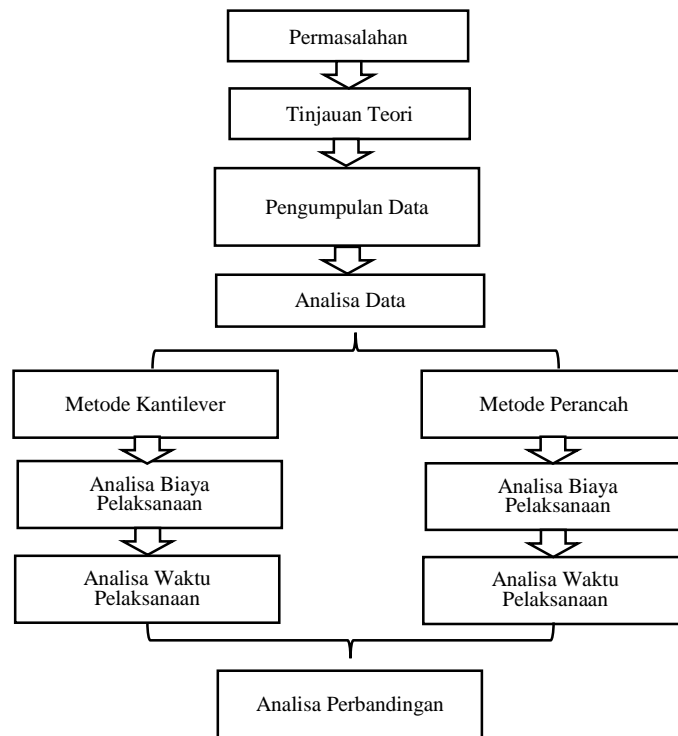 Permasalahan
Tinjauan Teori
Pengumpulan Data
Analisa Data
Metode Kantilever
Metode Perancah
Analisa Biaya
Pelaksanaan
Analisa Biaya
Pelaksanaan
Analisa Waktu
Pelaksanaan
Analisa Waktu
Pelaksanaan
Analisa Perbandingan